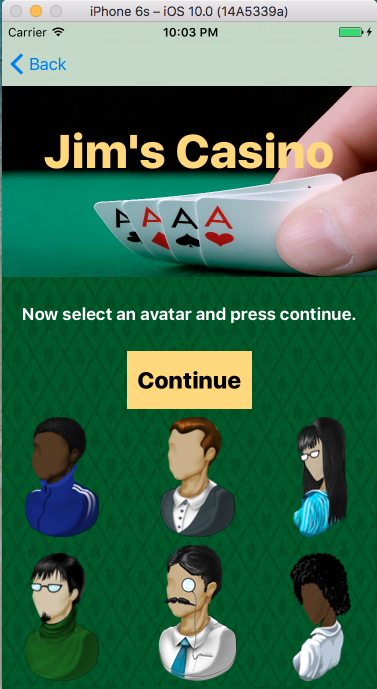 iPhone 6s – iOS 10.0 (14A5339a)
Carrier 10:03 PM
Back
Jim's Casino
A A A A
Now select an avatar and press continue.
Continue